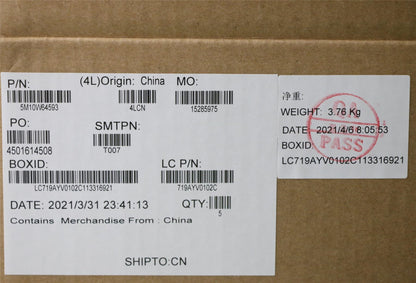 P/N:
(4L)Origin: China
MO:
5M10W64593
4LCN
15285975
PO:
SMTPN:
4501614508
T007
BOXID:
LC P/N:
LC719AYV0102C113316921
719AYV0102C
DATE: 2021/3/31 23:41:13
QTY:
5
Contains Merchandise From : China
SHIPTO:CN
净重:
WEIGHT: 3.76 Kg
DATE: 2021/4/6 8:05:53
BOXID:
LC719AYV0102C113316921
QA
PASS